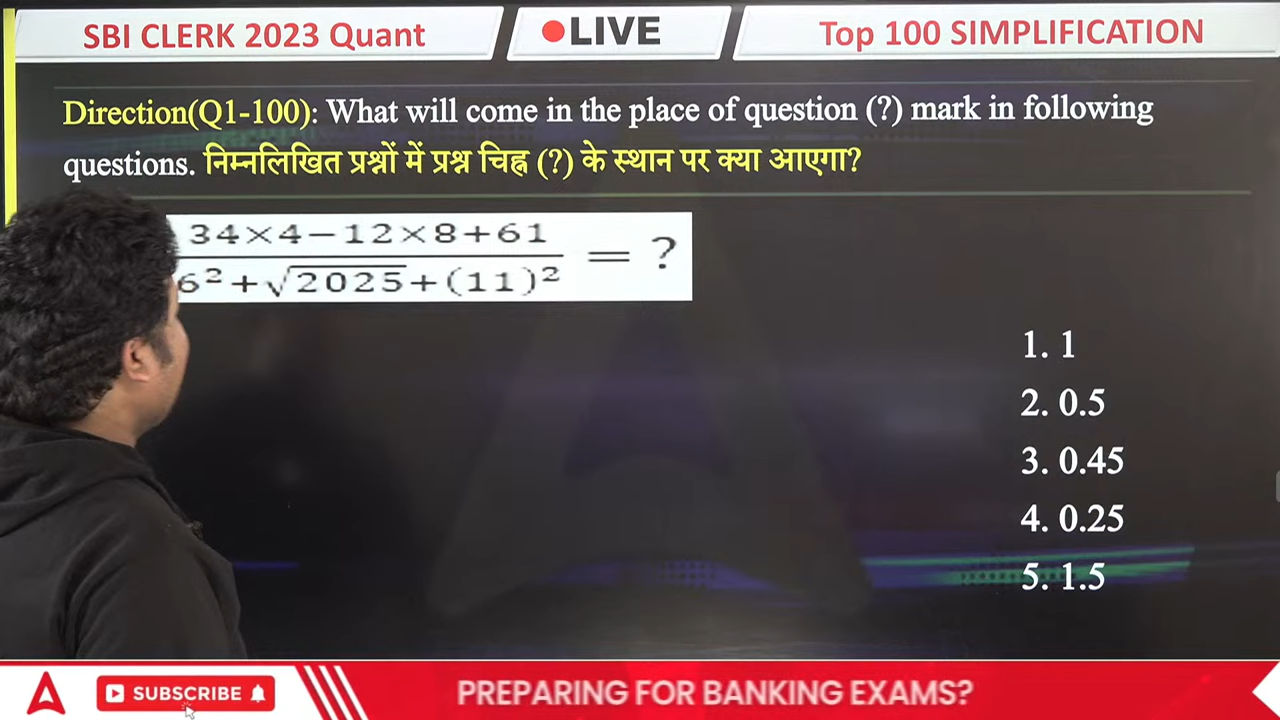 SBI CLERK 2023 Quant
LIVE
Top 100 SIMPLIFICATION
Direction(Q1-100): What will come in the place of question (?) mark in following
questions. निम्नलिखित प्रश्नों में प्रश्न चिह्न (?) के स्थान पर क्या आएगा?
34×4−12×8+61
6²+√2025+(11)² = ?
1. 1
2. 0.5
3. 0.45
4. 0.25
5. 1.5
SUBSCRIBE
PREPARING FOR BANKING EXAMS?